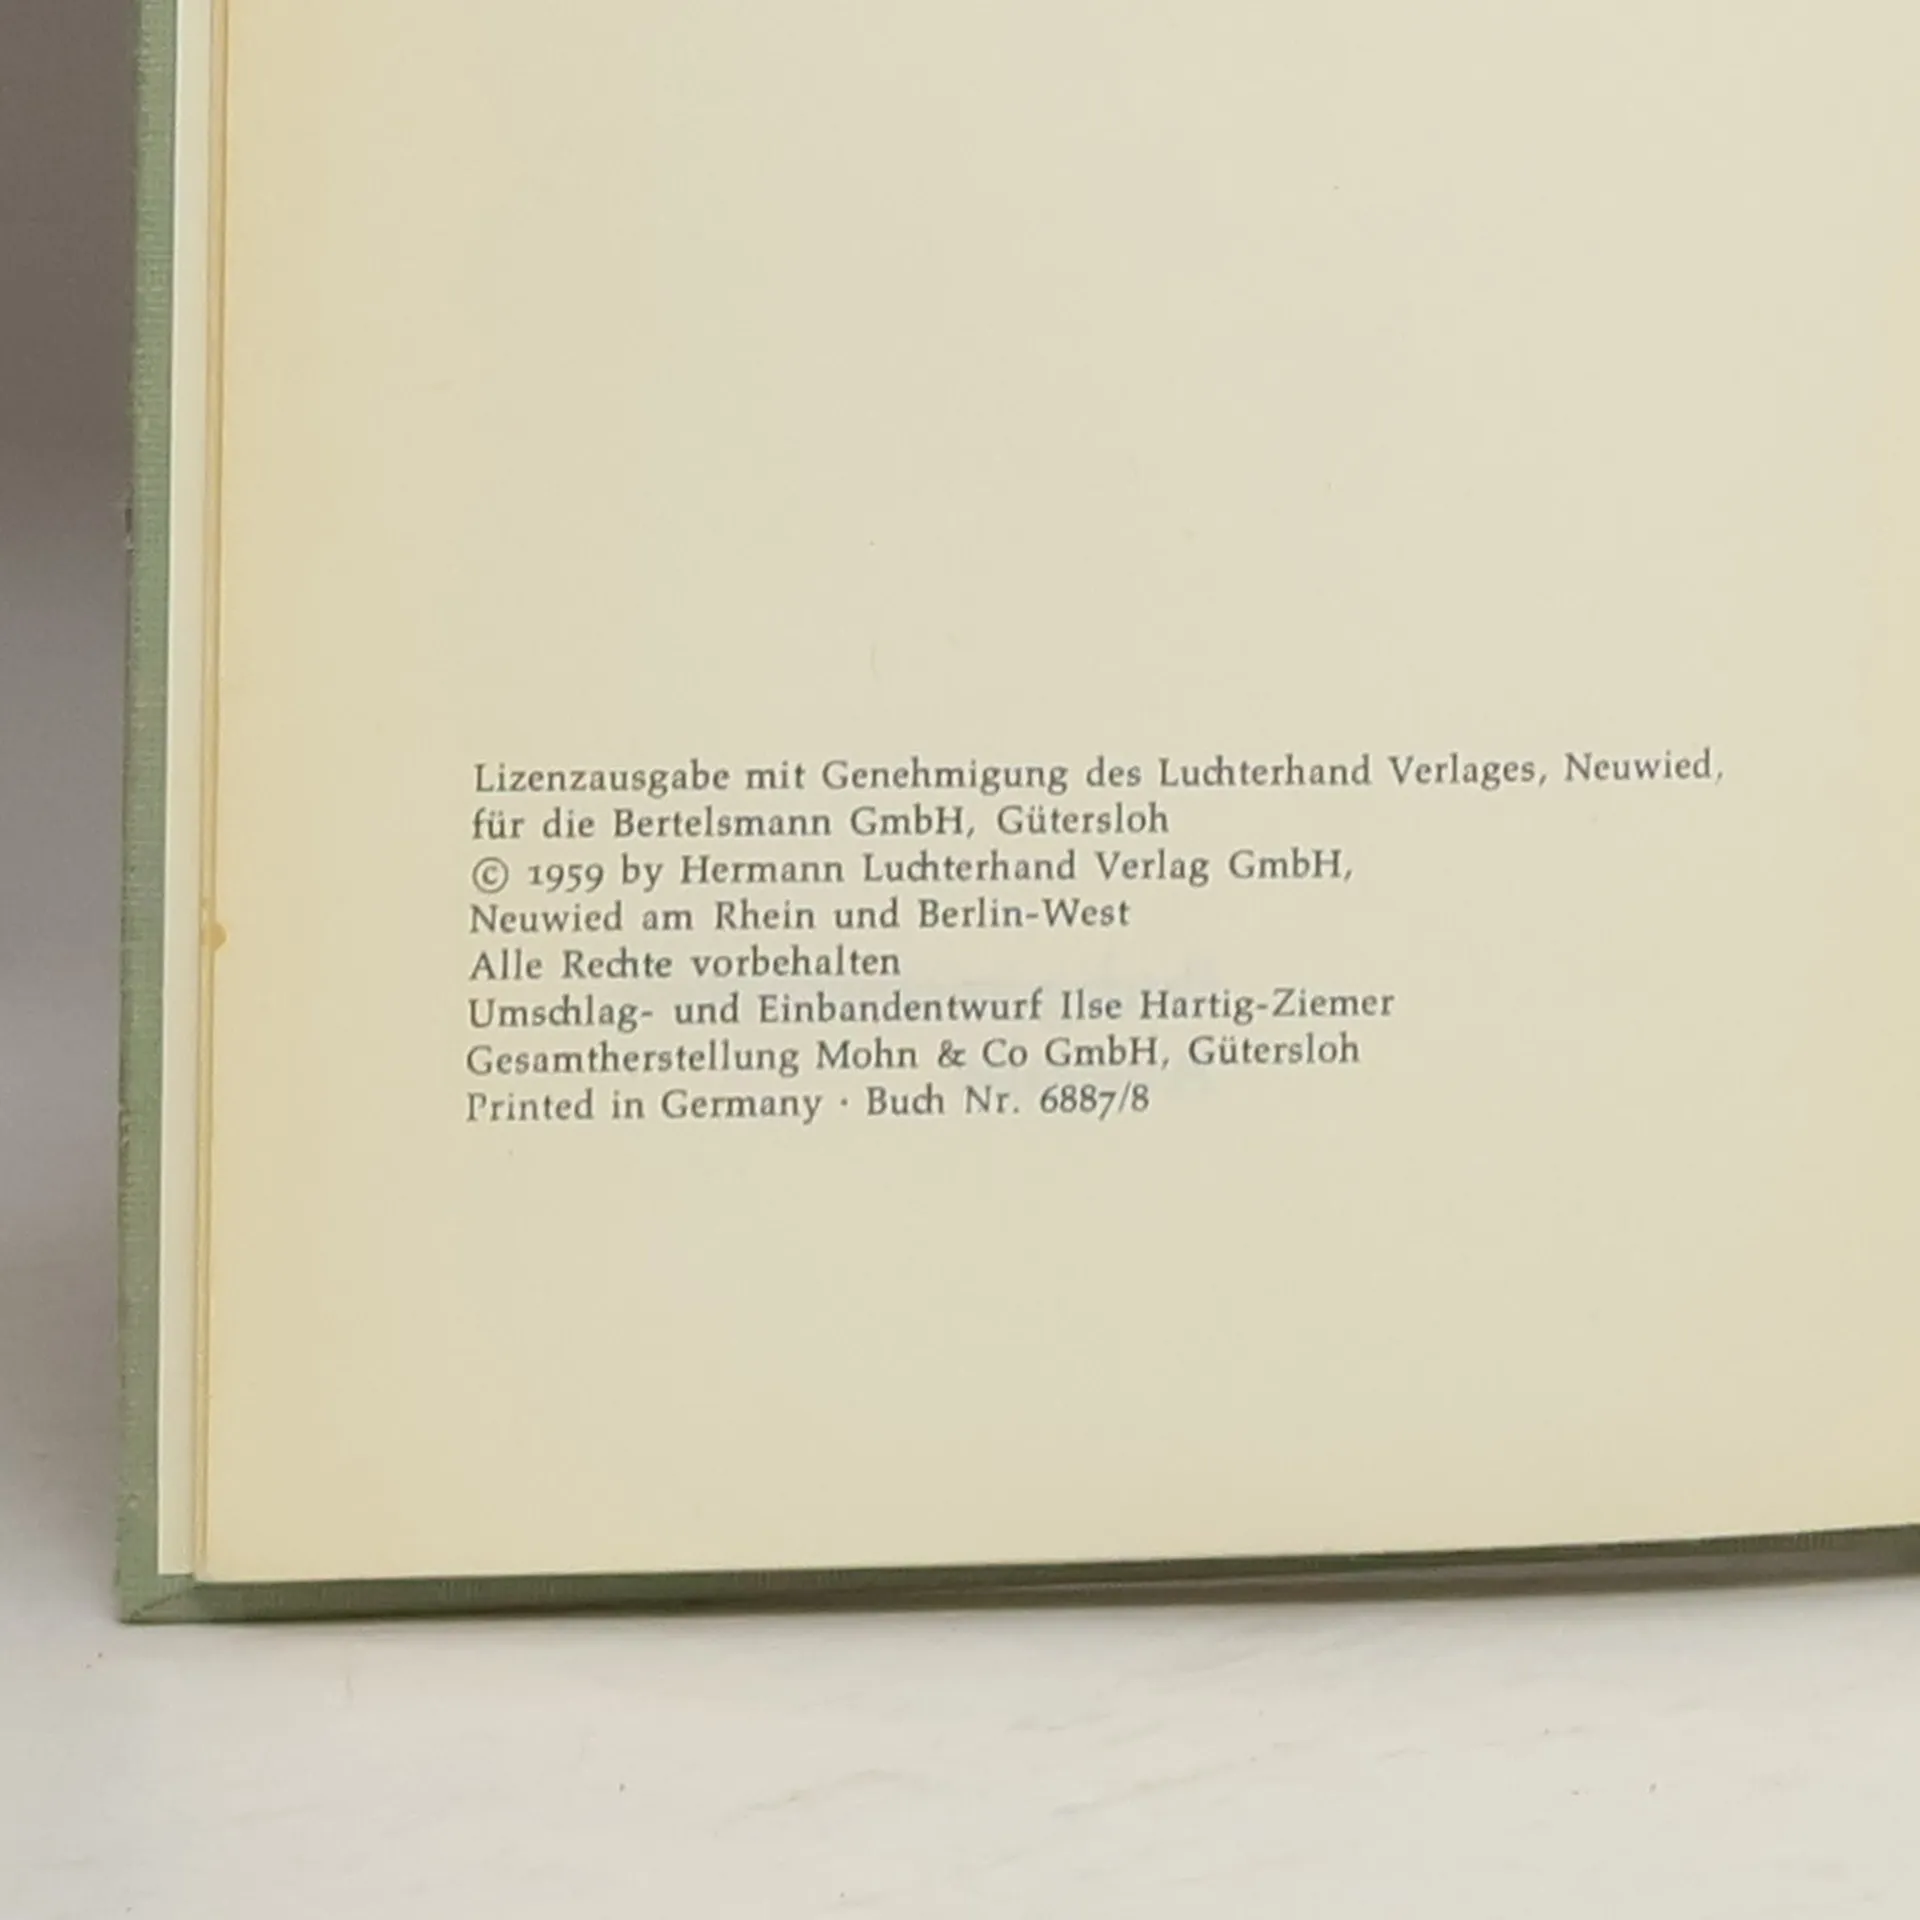 Lizenzausgabe mit Genehmigung des Luchterhand Verlages, Neuwied,
für die Bertelsmann GmbH, Gütersloh
© 1959 by Hermann Luchterhand Verlag GmbH,
Neuwied am Rhein und Berlin-West
Alle Rechte vorbehalten
Umschlag- und Einbandentwurf Ilse Hartig-Ziemer
Gesamtherstellung Mohn & Co GmbH, Gütersloh
Printed in Germany · Buch Nr. 6887/8